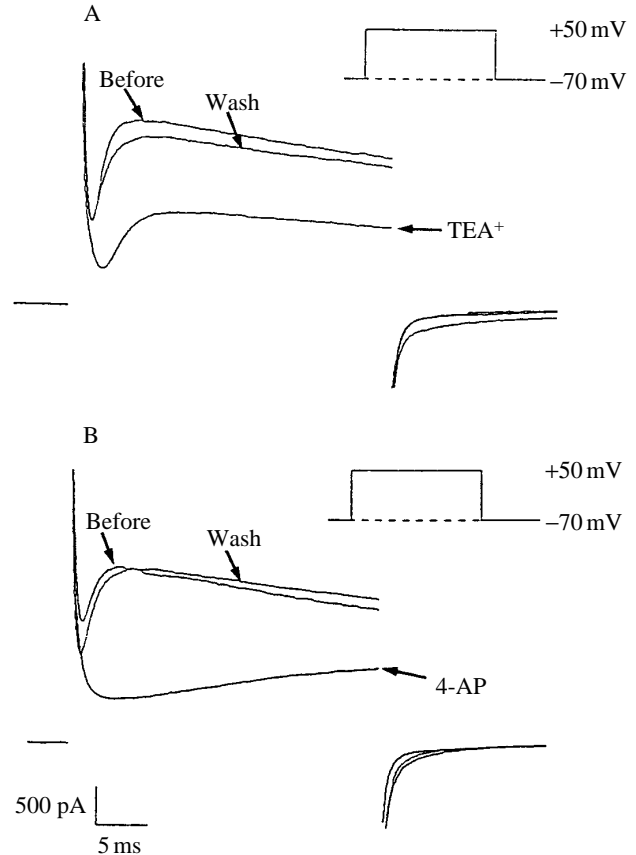 A
+50 mV
Before
Wash
−70 mV
TEA+
B
+50 mV
Before
Wash
−70 mV
4-AP
500 pA
5 ms